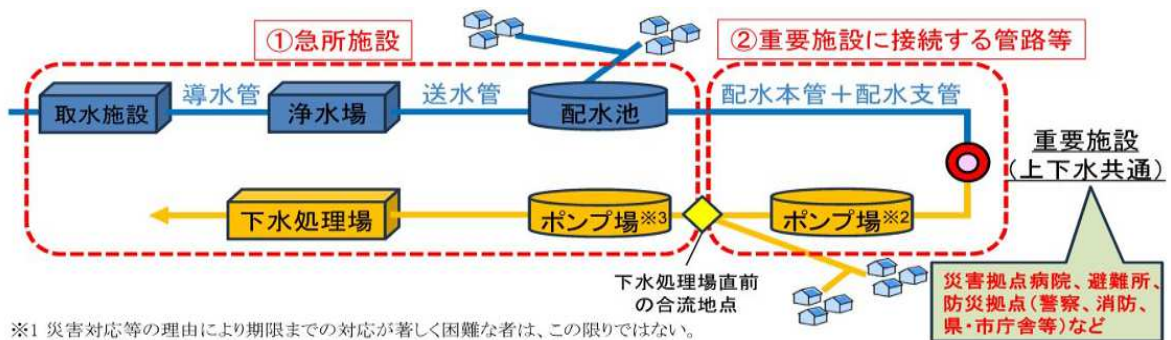 ①急所施設
②重要施設に接続する管路等
取水施設
導水管
浄水場
送水管
配水池
配水本管＋配水支管
重要施設
(上下水共通)
下水処理場
ポンプ場※3
ポンプ場※2
下水処理場直前
の合流地点
災害拠点病院、避難所、
防災拠点(警察、消防、
県・市庁舎等)など
※1 災害対応等の理由により期限までの対応が著しく困難な者は、この限りではない。